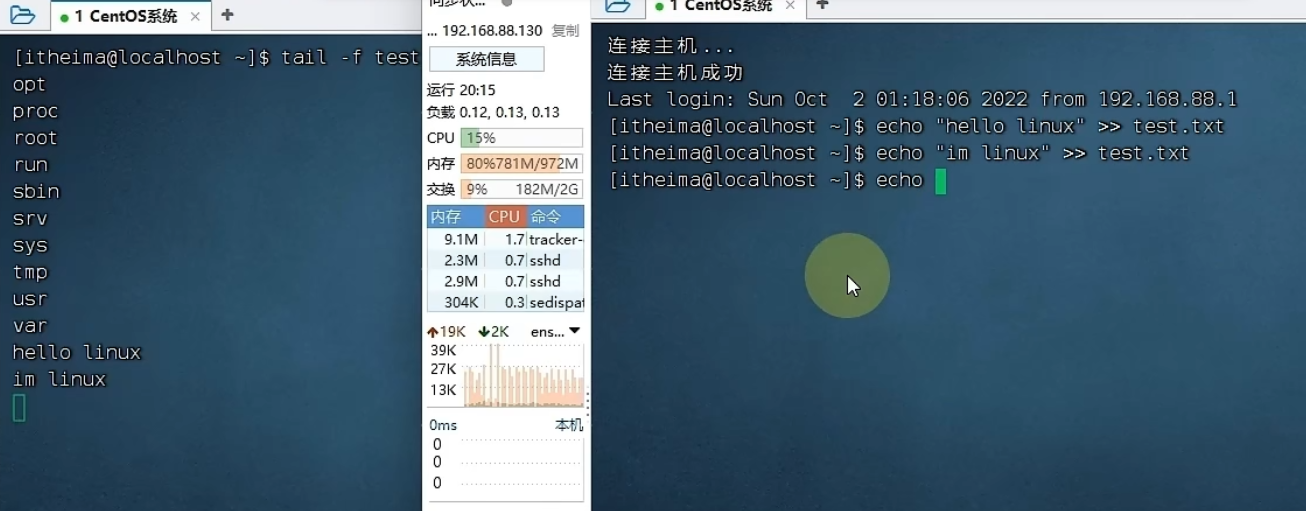 1 CentOS系统
[itheima@localhost ~]$ tail -f test
opt
proc
root
run
sbin
srv
sys
tmp
usr
var
hello linux
im linux
... 192.168.88.130 复制
系统信息
运行 20:15
负载 0.12, 0.13, 0.13
CPU 15%
内存 80% 781M/972M
交换 9% 182M/2G
内存 CPU 命令
9.1M 1.7 tracker-
2.3M 0.7 sshd
2.9M 0.7 sshd
304K 0.3 sedispat
19K 2K ens...
39K
27K
13K
0ms 本机
0
0
0
1 CentOS系统
连接主机...
连接主机成功
Last login: Sun Oct  2 01:18:06 2022 from 192.168.88.1
[itheima@localhost ~]$ echo "hello linux" >> test.txt
[itheima@localhost ~]$ echo "im linux" >> test.txt
[itheima@localhost ~]$ echo